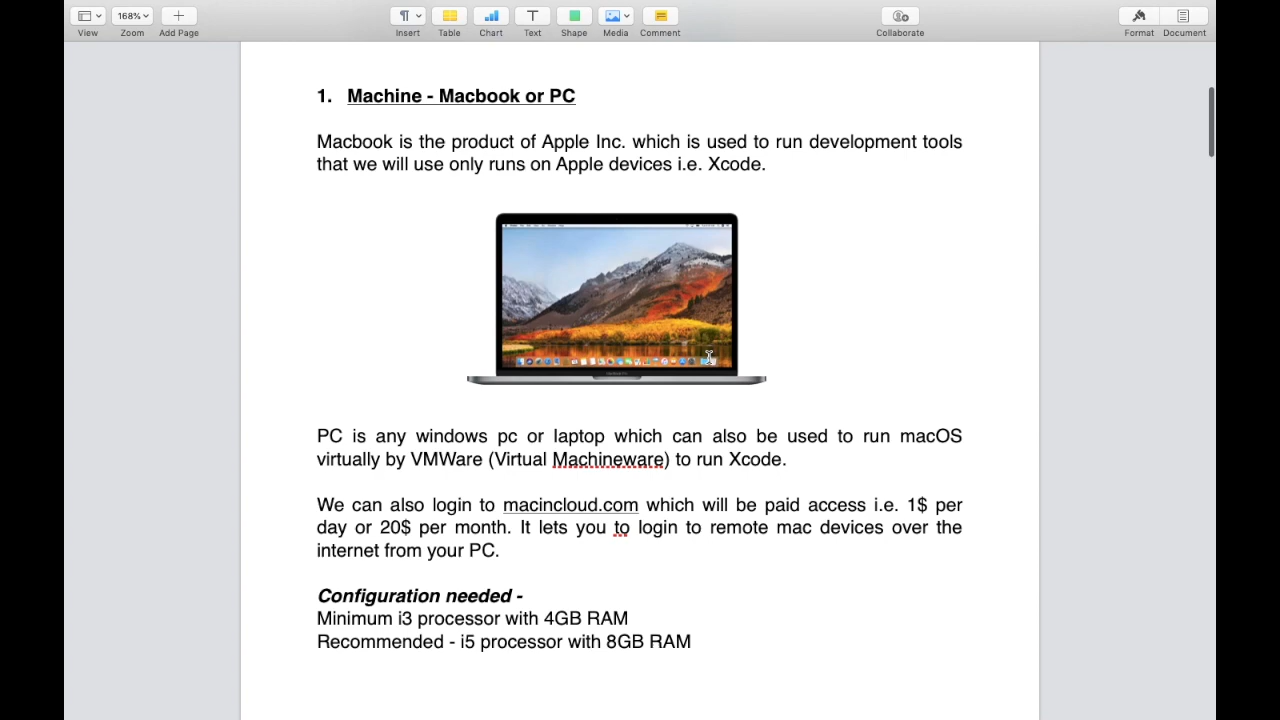 168%
View Zoom Add Page Insert Table Chart Text Shape Media Comment Collaborate Format Document
1. Machine - Macbook or PC
Macbook is the product of Apple Inc. which is used to run development tools
that we will use only runs on Apple devices i.e. Xcode.
PC is any windows pc or laptop which can also be used to run macOS
virtually by VMWare (Virtual Machineware) to run Xcode.
We can also login to macincloud.com which will be paid access i.e. 1$ per
day or 20$ per month. It lets you to login to remote mac devices over the
internet from your PC.
Configuration needed -
Minimum i3 processor with 4GB RAM
Recommended - i5 processor with 8GB RAM